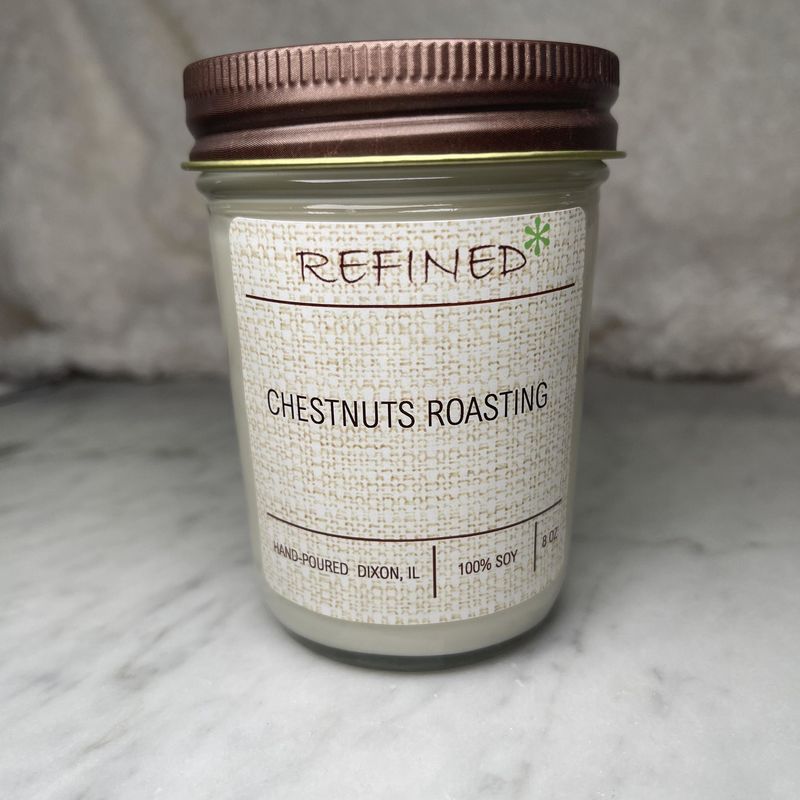 REFINED*
CHESTNUTS ROASTING
HAND-POURED DIXON, IL | 100% SOY | 8 OZ